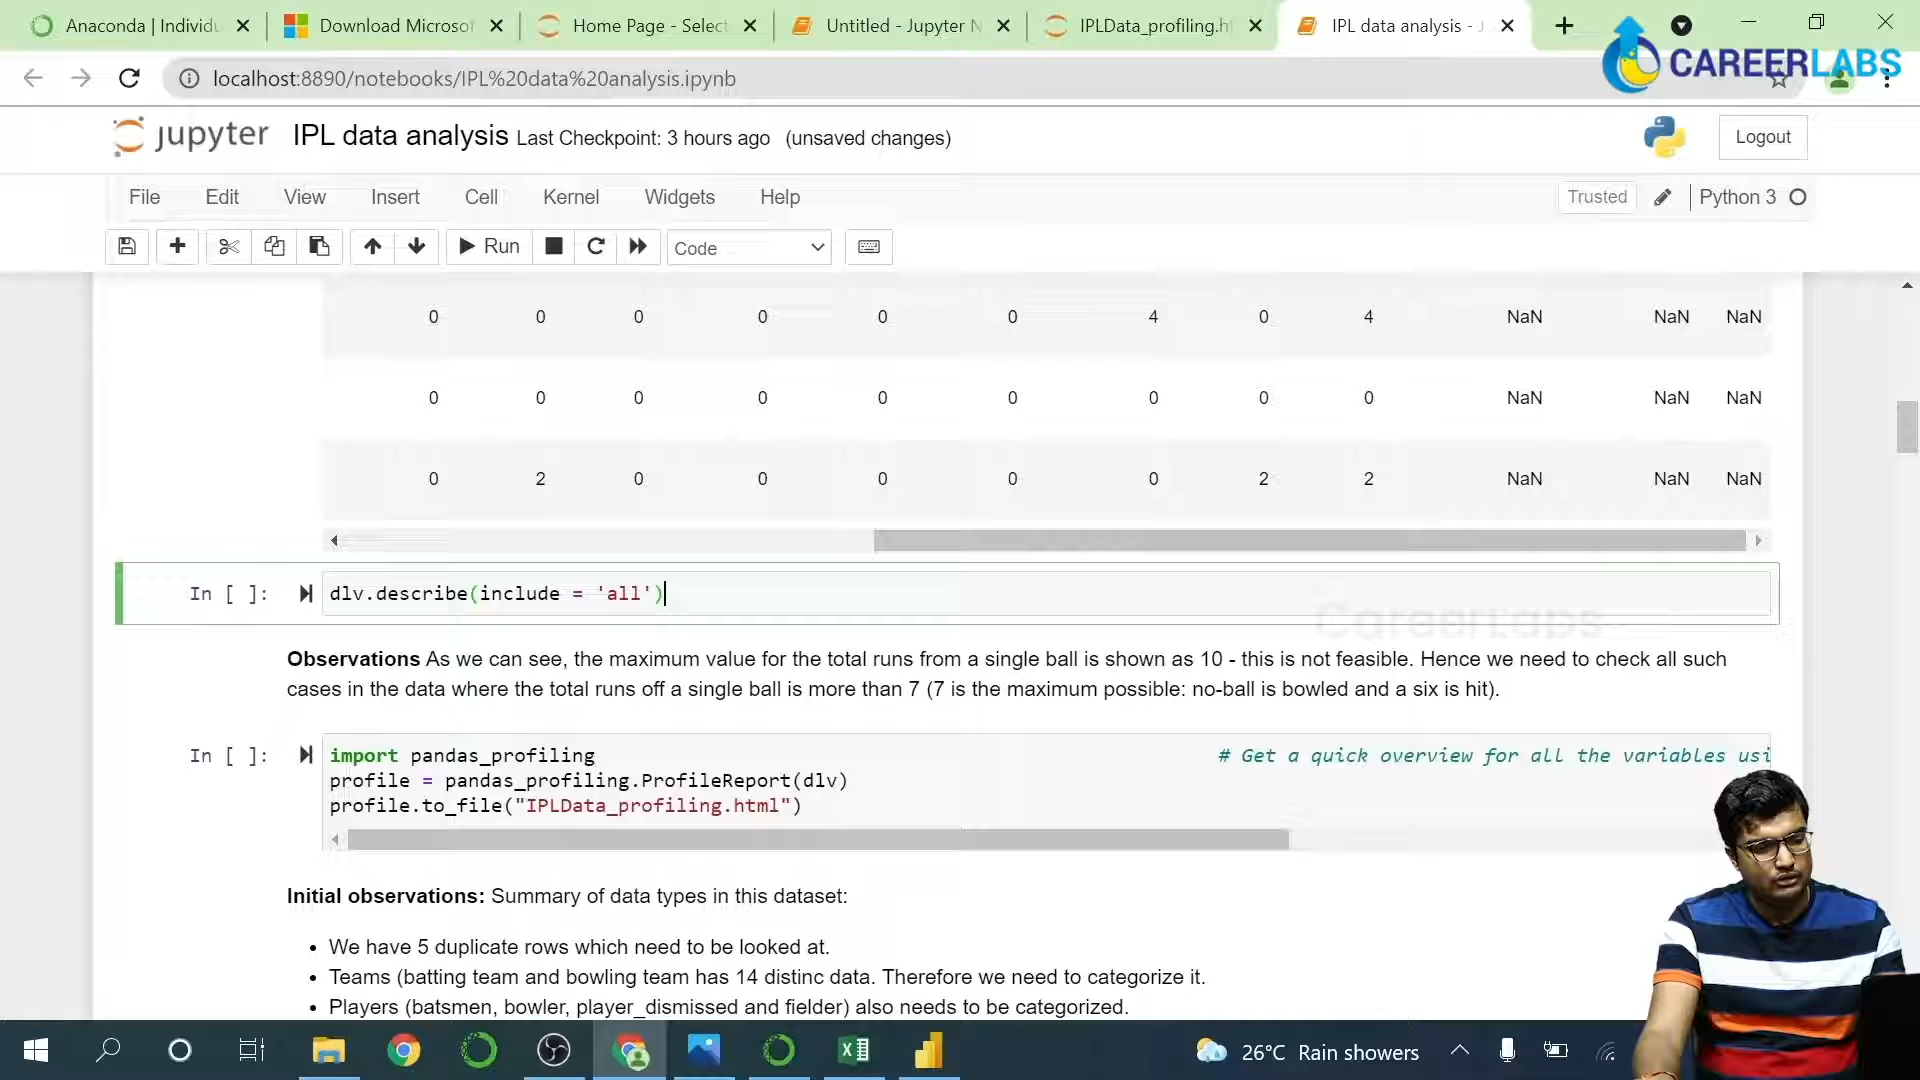 Anaconda | Individu
Download Microsof
Home Page - Select
Untitled - Jupyter N
IPLData_profiling.ht
IPL data analysis - J
localhost:8890/notebooks/IPL%20data%20analysis.ipynb
CAREERLABS
jupyter IPL data analysis Last Checkpoint: 3 hours ago (unsaved changes)
Logout
File Edit View Insert Cell Kernel Widgets Help
Trusted Python 3
Run Code
0 0 0 0 0 0 4 0 4 NaN NaN NaN
0 0 0 0 0 0 0 0 0 NaN NaN NaN
0 2 0 0 0 0 0 2 2 NaN NaN NaN
In [ ]: dlv.describe(include = 'all')
CareerLabs
Observations As we can see, the maximum value for the total runs from a single ball is shown as 10 - this is not feasible. Hence we need to check all such
cases in the data where the total runs off a single ball is more than 7 (7 is the maximum possible: no-ball is bowled and a six is hit).
In [ ]: import pandas_profiling # Get a quick overview for all the variables usi
profile = pandas_profiling.ProfileReport(dlv)
profile.to_file("IPLData_profiling.html")
Initial observations: Summary of data types in this dataset:
• We have 5 duplicate rows which need to be looked at.
• Teams (batting team and bowling team has 14 distinc data. Therefore we need to categorize it.
• Players (batsmen, bowler, player_dismissed and fielder) also needs to be categorized.
26°C Rain showers